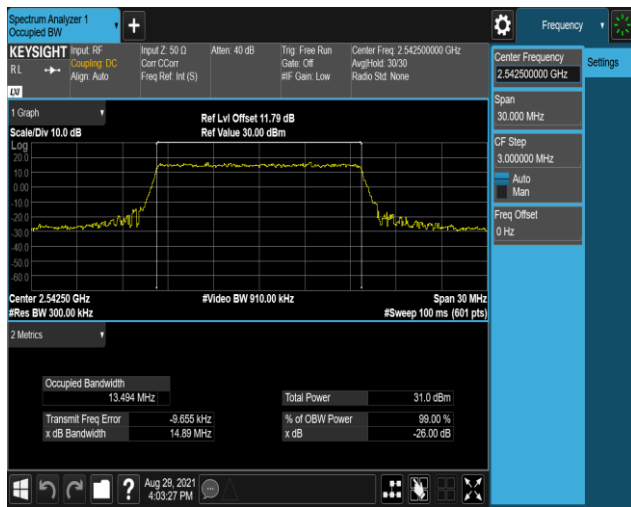 Spectrum Analyzer 1
Occupied BW
Frequency
KEYSIGHT
R L
LXI
Input: RF
Coupling: DC
Align: Auto
Input Z: 50 Ω
Corr CCorr
Freq Ref: Int (S)
Atten: 40 dB
Trig: Free Run
Gate: Off
#IF Gain: Low
Center Freq: 2.542500000 GHz
Avg|Hold: 30/30
Radio Std: None
Center Frequency
2.542500000 GHz
Settings
Span
30.000 MHz
CF Step
3.000000 MHz
Auto
Man
Freq Offset
0 Hz
1 Graph
Scale/Div 10.0 dB
Ref Lvl Offset 11.79 dB
Ref Value 30.00 dBm
Log
20.0
10.0
0.00
-10.0
-20.0
-30.0
-40.0
-50.0
-60.0
Center 2.54250 GHz
#Res BW 300.00 kHz
#Video BW 910.00 kHz
Span 30 MHz
#Sweep 100 ms (601 pts)
2 Metrics
Occupied Bandwidth
13.494 MHz
Total Power 31.0 dBm
Transmit Freq Error -9.655 kHz
% of OBW Power 99.00 %
x dB Bandwidth 14.89 MHz
x dB -26.00 dB
?
Aug 29, 2021
4:03:27 PM